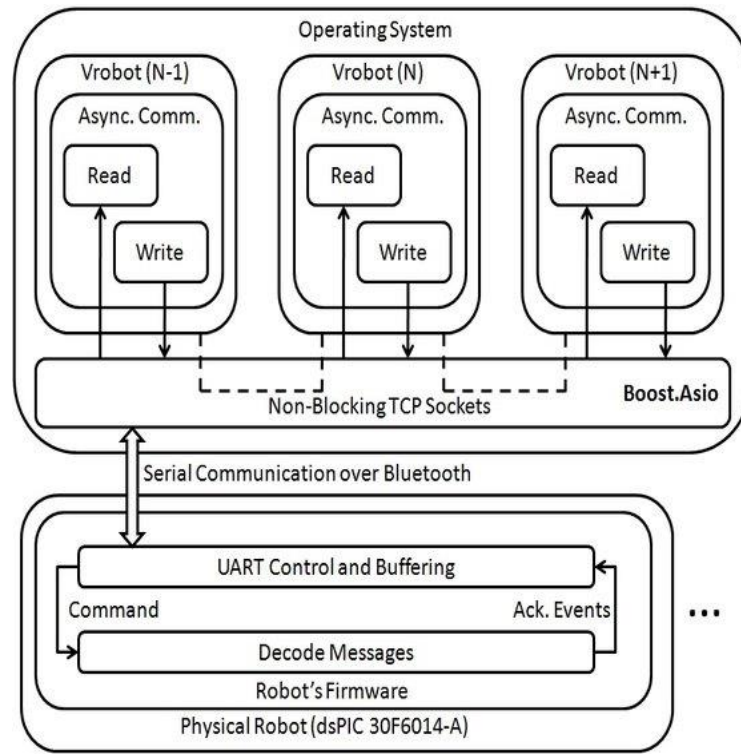 Operating System
Vrobot (N-1)
Vrobot (N)
Vrobot (N+1)
Async. Comm.
Async. Comm.
Async. Comm.
Read
Read
Read
Write
Write
Write
Boost.Asio
Non-Blocking TCP Sockets
Serial Communication over Bluetooth
UART Control and Buffering
Command
Ack. Events
...
Decode Messages
Robot's Firmware
Physical Robot (dsPIC 30F6014-A)